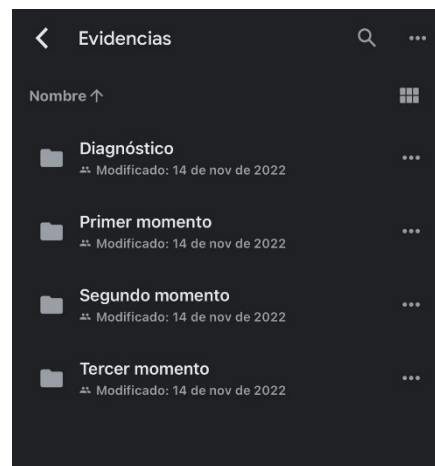 Evidencias
Nombre ↑
Diagnóstico
Modificado: 14 de nov de 2022
Primer momento
Modificado: 14 de nov de 2022
Segundo momento
Modificado: 14 de nov de 2022
Tercer momento
Modificado: 14 de nov de 2022